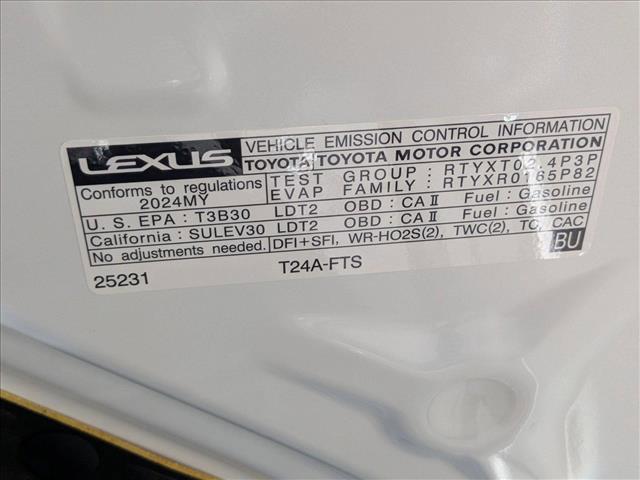 LEXUS
VEHICLE EMISSION CONTROL INFORMATION
TOYOTA TOYOTA MOTOR CORPORATION
Conforms to regulations
2024MY
TEST GROUP : RTYXT02.4P3P
EVAP FAMILY : RTYXR0165P82
U. S. EPA : T3B30 LDT2 OBD : CA II Fuel : Gasoline
California : SULEV30 LDT2 OBD : CA II Fuel : Gasoline
No adjustments needed. DFI+SFI, WR-HO2S(2), TWC(2), TC, CAC
BU
25231 T24A-FTS